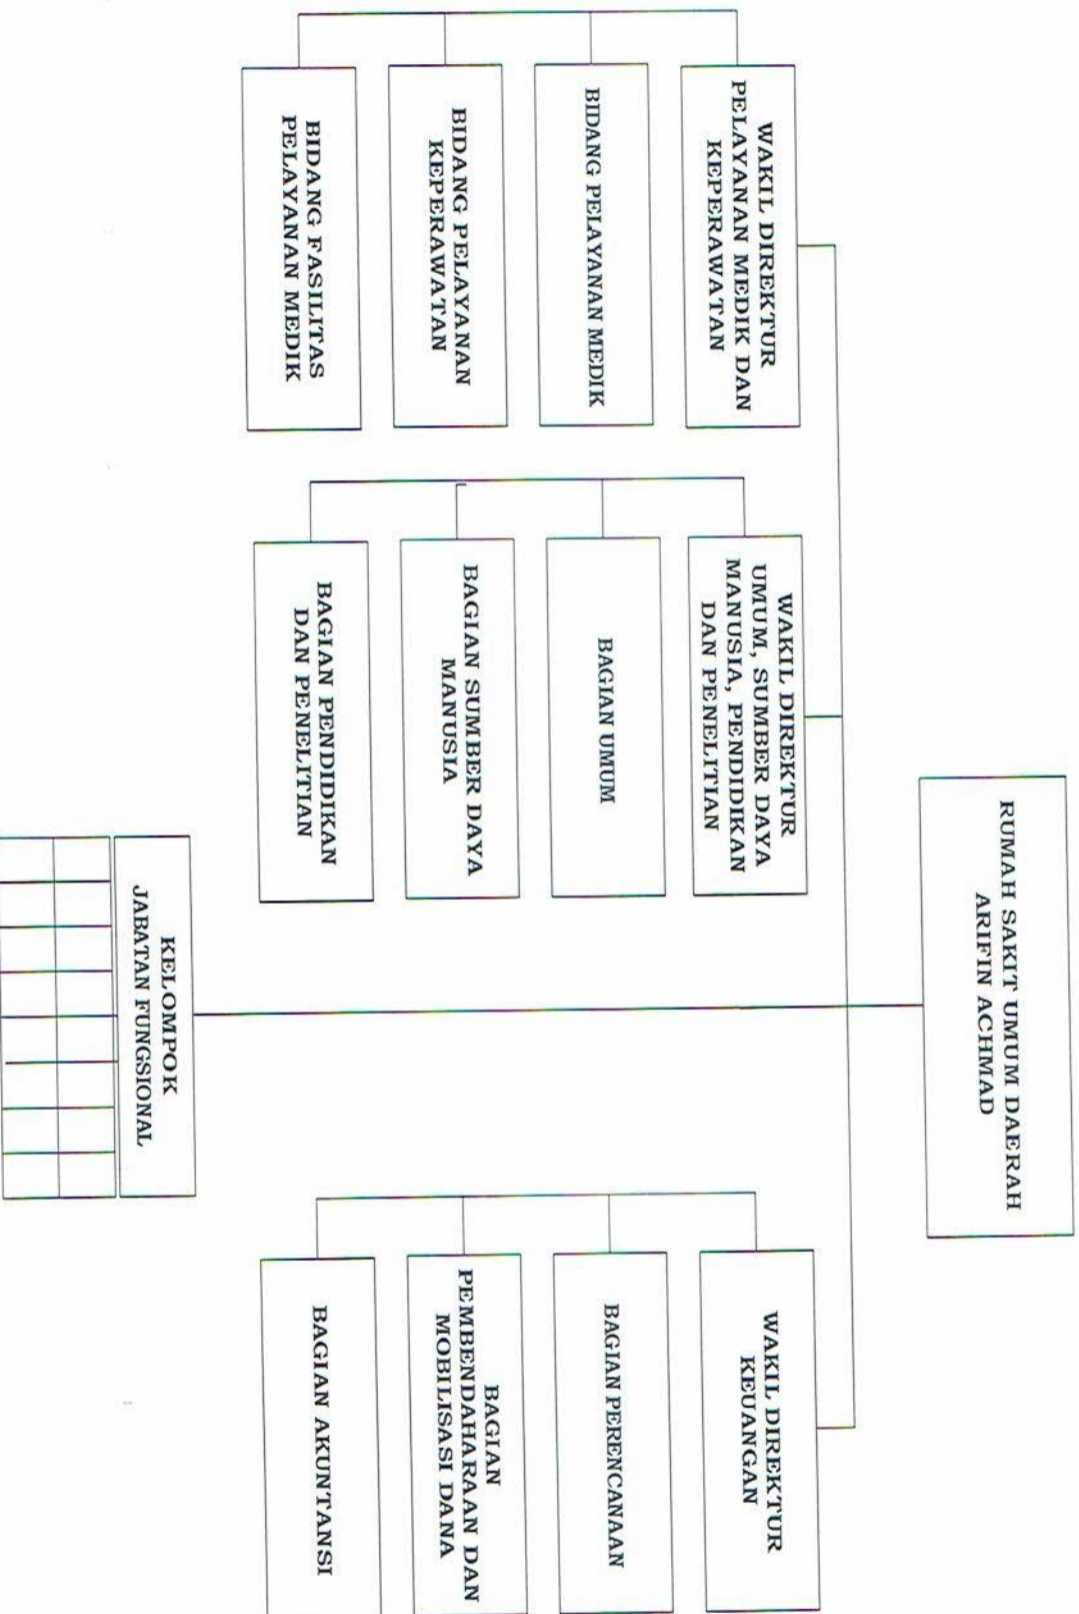 RUMAH SAKIT UMUM DAERAH
ARIFIN ACHMAD
WAKIL DIREKTUR
PELAYANAN MEDIK DAN
KEPERAWATAN
BIDANG PELAYANAN MEDIK
BIDANG PELAYANAN
KEPERAWATAN
BIDANG FASILITAS
PELAYANAN MEDIK
WAKIL DIREKTUR
UMUM, SUMBER DAYA
MANUSIA, PENDIDIKAN
DAN PENELITIAN
BAGIAN UMUM
BAGIAN SUMBER DAYA
MANUSIA
BAGIAN PENDIDIKAN
DAN PENELITIAN
WAKIL DIREKTUR
KEUANGAN
BAGIAN PERENCANAAN
BAGIAN
PEMBENDAHARAAN DAN
MOBILISASI DANA
BAGIAN AKUNTANSI
KELOMPOK
JABATAN FUNGSIONAL